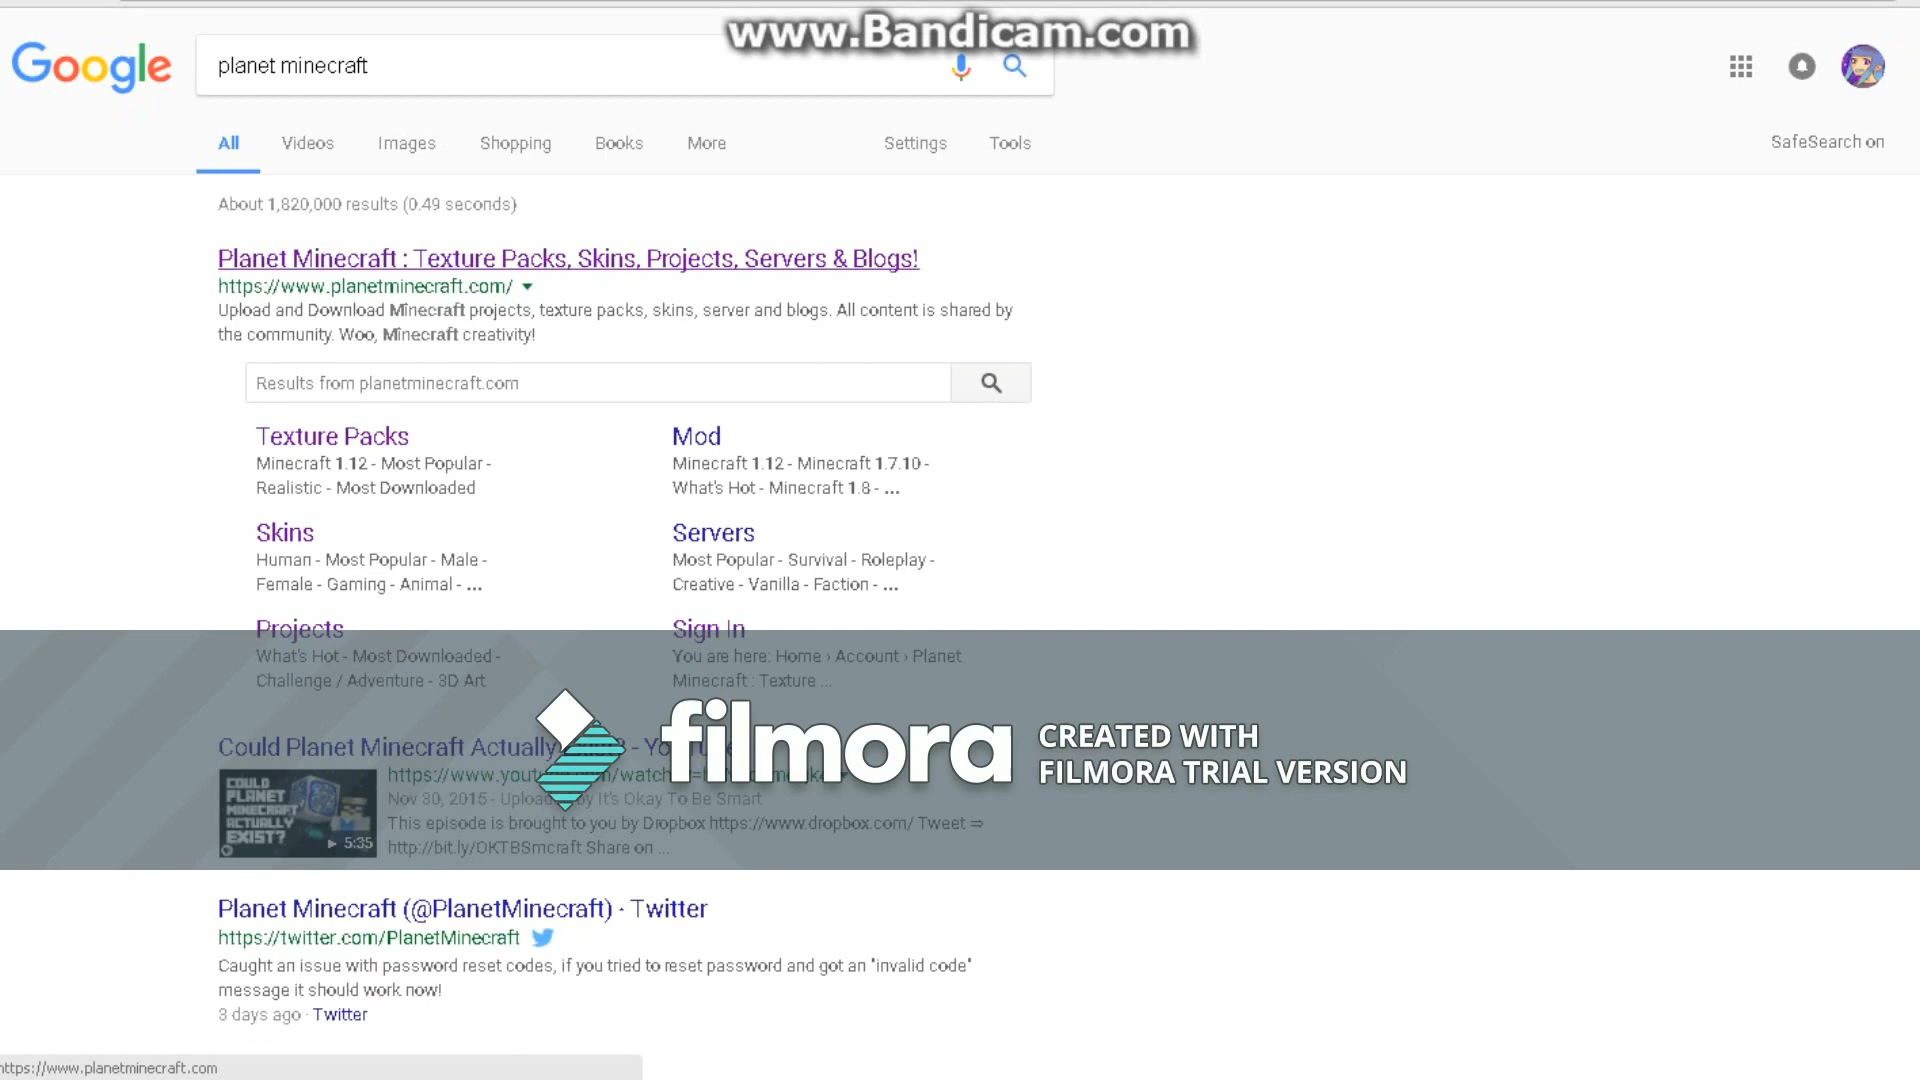 www.Bandicam.com
Google
planet minecraft
All Videos Images Shopping Books More Settings Tools
SafeSearch on
About 1,820,000 results (0.49 seconds)
Planet Minecraft : Texture Packs, Skins, Projects, Servers & Blogs!
https://www.planetminecraft.com/
Upload and Download Minecraft projects, texture packs, skins, server and blogs. All content is shared by
the community. Woo, Minecraft creativity!
Results from planetminecraft.com
Texture Packs
Minecraft 1.12 - Most Popular -
Realistic - Most Downloaded
Mod
Minecraft 1.12 - Minecraft 1.7.10 -
What's Hot - Minecraft 1.8 - ...
Skins
Human - Most Popular - Male -
Female - Gaming - Animal - ...
Servers
Most Popular - Survival - Roleplay -
Creative - Vanilla - Faction - ...
Projects
What's Hot - Most Downloaded -
Challenge / Adventure - 3D Art
Sign In
You are here: Home › Account › Planet
Minecraft : Texture ...
filmora
CREATED WITH
FILMORA TRIAL VERSION
Could Planet Minecraft Actually
https://www.yout
Nov 30, 2015 - Upload by It's Okay To Be Smart
This episode is brought to you by Dropbox https://www.dropbox.com/ Tweet ⇒
http://bit.ly/OKTBSmcraft Share on ...
COULD
PLANET
MINECRAFT
ACTUALLY
EXIST?
5:35
Planet Minecraft (@PlanetMinecraft) · Twitter
https://twitter.com/PlanetMinecraft
Caught an issue with password reset codes, if you tried to reset password and got an "invalid code"
message it should work now!
3 days ago · Twitter
https://www.planetminecraft.com